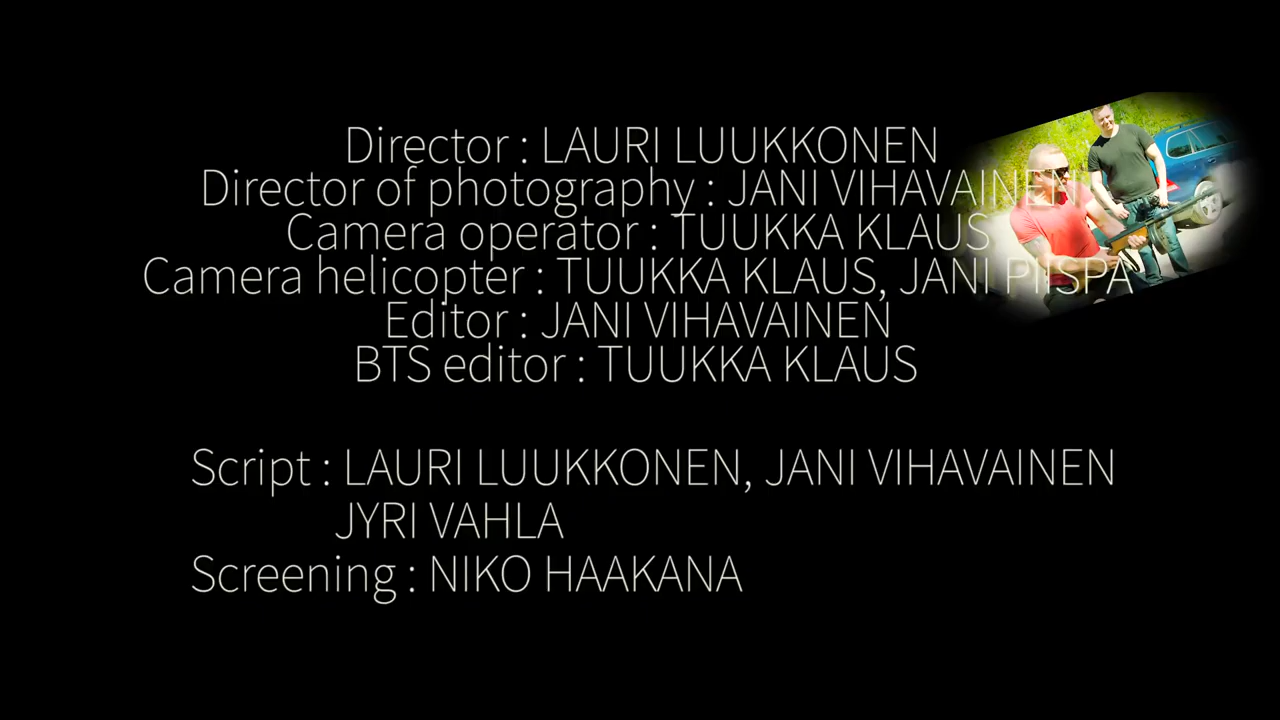 Director : LAURI LUUKKONEN
Director of photography : JANI VIHAVAINEN
Camera operator : TUUKKA KLAUS
Camera helicopter : TUUKKA KLAUS, JANI PIISPA
Editor : JANI VIHAVAINEN
BTS editor : TUUKKA KLAUS
Script : LAURI LUUKKONEN, JANI VIHAVAINEN
JYRI VAHLA
Screening : NIKO HAAKANA